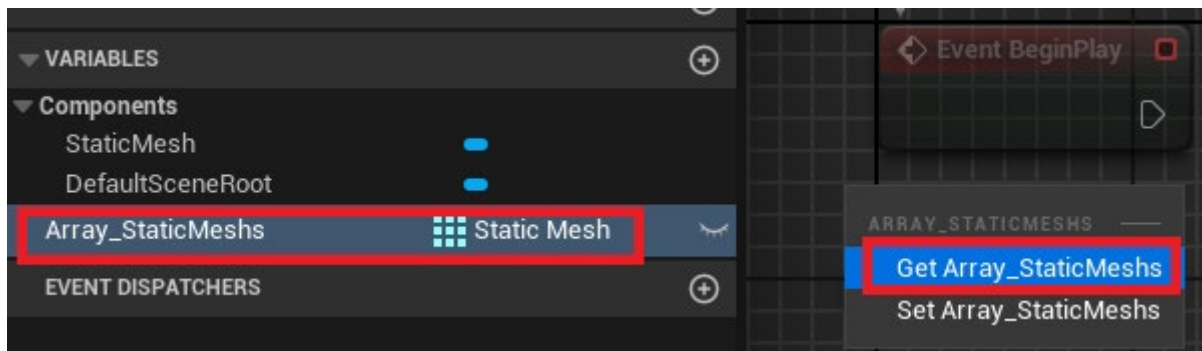 VARIABLES
Components
StaticMesh
DefaultSceneRoot
Array_StaticMeshs Static Mesh
EVENT DISPATCHERS
Event BeginPlay
ARRAY_STATICMESHS
Get Array_StaticMeshs
Set Array_StaticMeshs